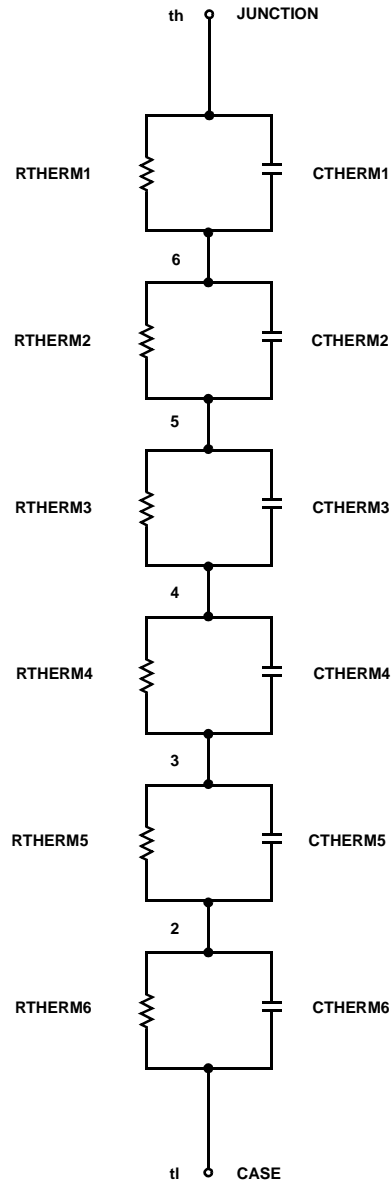 th JUNCTION
RTHERM1 CTHERM1
6
RTHERM2 CTHERM2
5
RTHERM3 CTHERM3
4
RTHERM4 CTHERM4
3
RTHERM5 CTHERM5
2
RTHERM6 CTHERM6
tl CASE